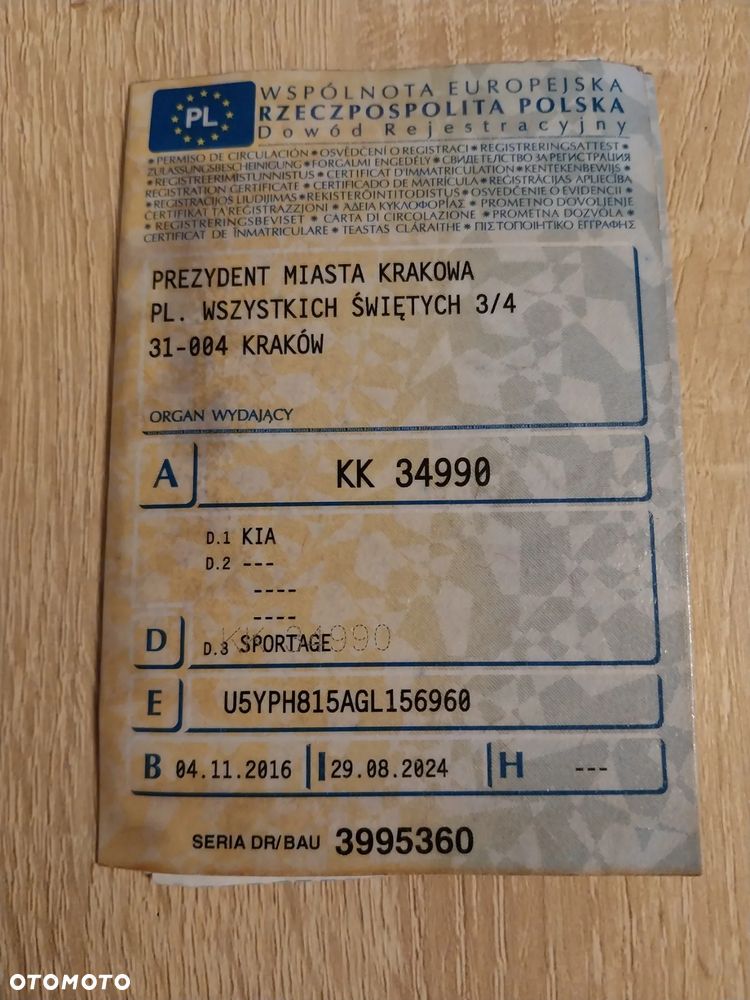 PL
WSPÓLNOTA EUROPEJSKA
RZECZPOSPOLITA POLSKA
Dowód Rejestracyjny
• PERMISO DE CIRCULACIÓN • OSVĚDČENÍ O REGISTRACI • REGISTRERINGSATTEST •
ZULASSUNGSBESCHEINIGUNG • FORGALMI ENGEDÉLY • СВИДЕТЕЛСТВО ЗА РЕГИСТРАЦИЯ
• REGISTREERIMISTUNNISTUS • CERTIFICAT D'IMMATRICULATION • KENTEKENBEWIJS •
REGISTRATION CERTIFICATE • CERTIFICADO DE MATRÍCULA • REĢISTRĀCIJAS APLIECĪBA
• REGISTRACIJOS LIUDIJIMAS • REKISTERÖINTITODISTUS • OSVEDČENIE O EVIDENCII •
CERTIFIKAT TA' REĠISTRAZZJONI • ΑΔΕΙΑ ΚΥΚΛΟΦΟΡΙΑΣ • PROMETNO DOVOLJENJE
• REGISTRERINGSBEVISET • CARTA DI CIRCOLAZIONE • PROMETNA DOZVOLA •
CERTIFICAT DE ÎNMATRICULARE • TEASTAS CLÁRAITHE • ΠΙΣΤΟΠΟΙΗΤΙΚΟ ΕΓΓΡΑΦΗΣ
PREZYDENT MIASTA KRAKOWA
PL. WSZYSTKICH ŚWIĘTYCH 3/4
31-004 KRAKÓW
ORGAN WYDAJĄCY
A KK 34990
D.1 KIA
D.2 ---
----
----
D D.3 SPORTAGE
KK 34990
E U5YPH815AGL156960
B 04.11.2016 I 29.08.2024 H ---
SERIA DR/BAU 3995360
OTOMOTO